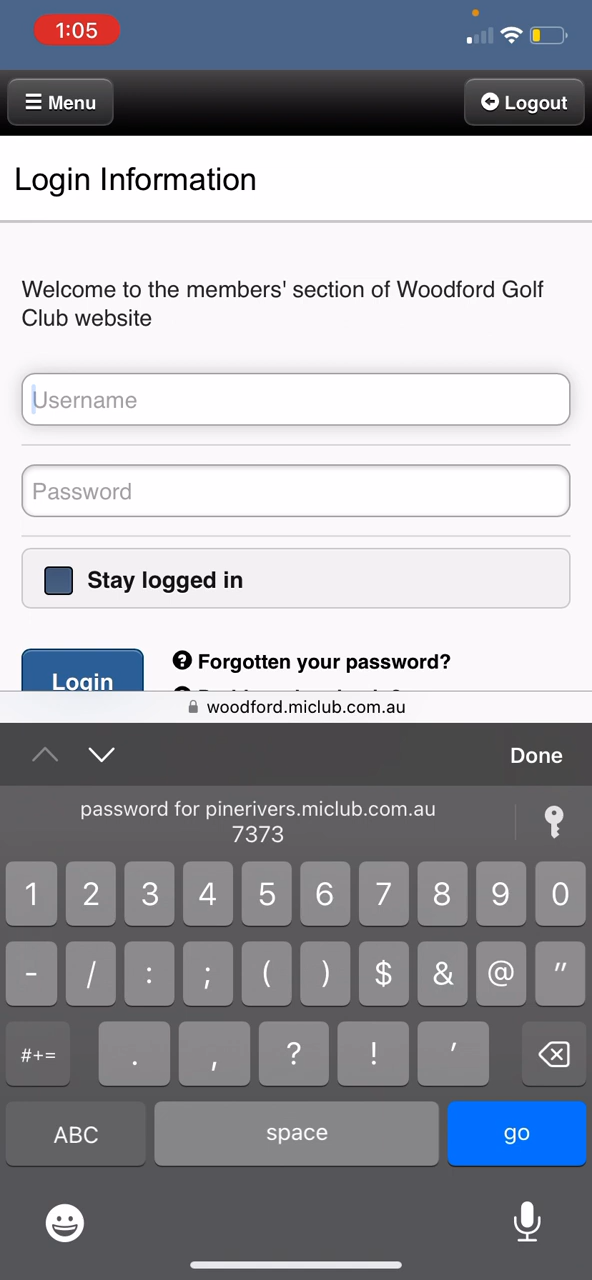 1:05
☰ Menu
Logout
Login Information
Welcome to the members' section of Woodford Golf
Club website
Username
Password
Stay logged in
Login
Forgotten your password?
woodford.miclub.com.au
Done
password for pinerivers.miclub.com.au
7373
1 2 3 4 5 6 7 8 9 0
- / : ; ( ) $ & @ "
#+= . , ? ! '
ABC space go